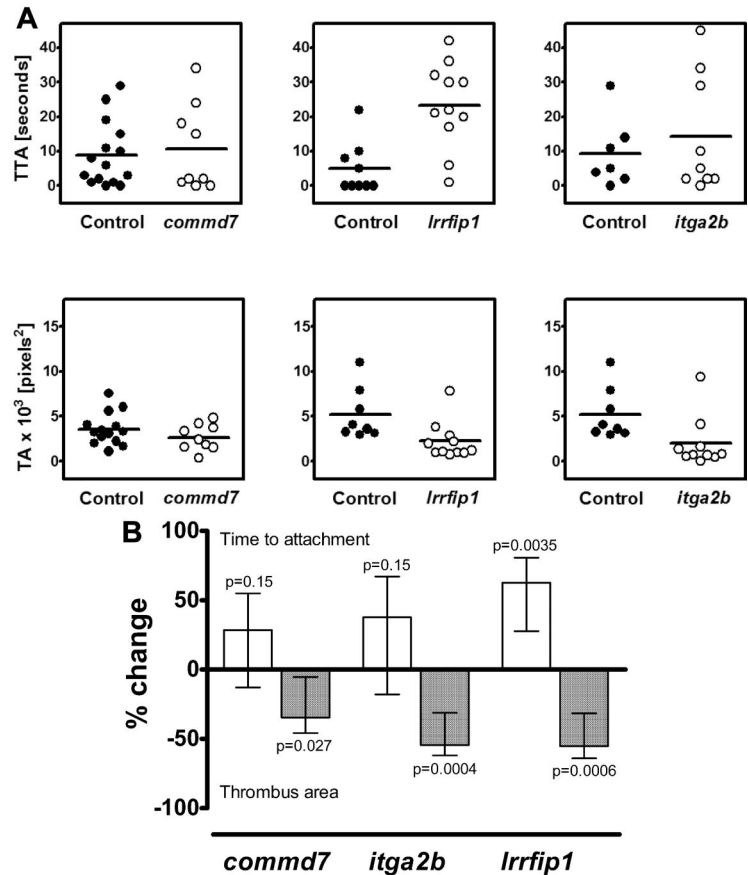 A
TTA [seconds]
40
30
20
10
0
Control commd7
40
30
20
10
0
Control lrrfip1
40
30
20
10
0
Control itga2b
TA x 10³ [pixels²]
15
10
5
0
Control commd7
15
10
5
0
Control lrrfip1
15
10
5
0
Control itga2b
B
% change
100
50
0
-50
-100
Time to attachment
p=0.15
p=0.15
p=0.0035
p=0.027
p=0.0004
p=0.0006
Thrombus area
commd7 itga2b lrrfip1